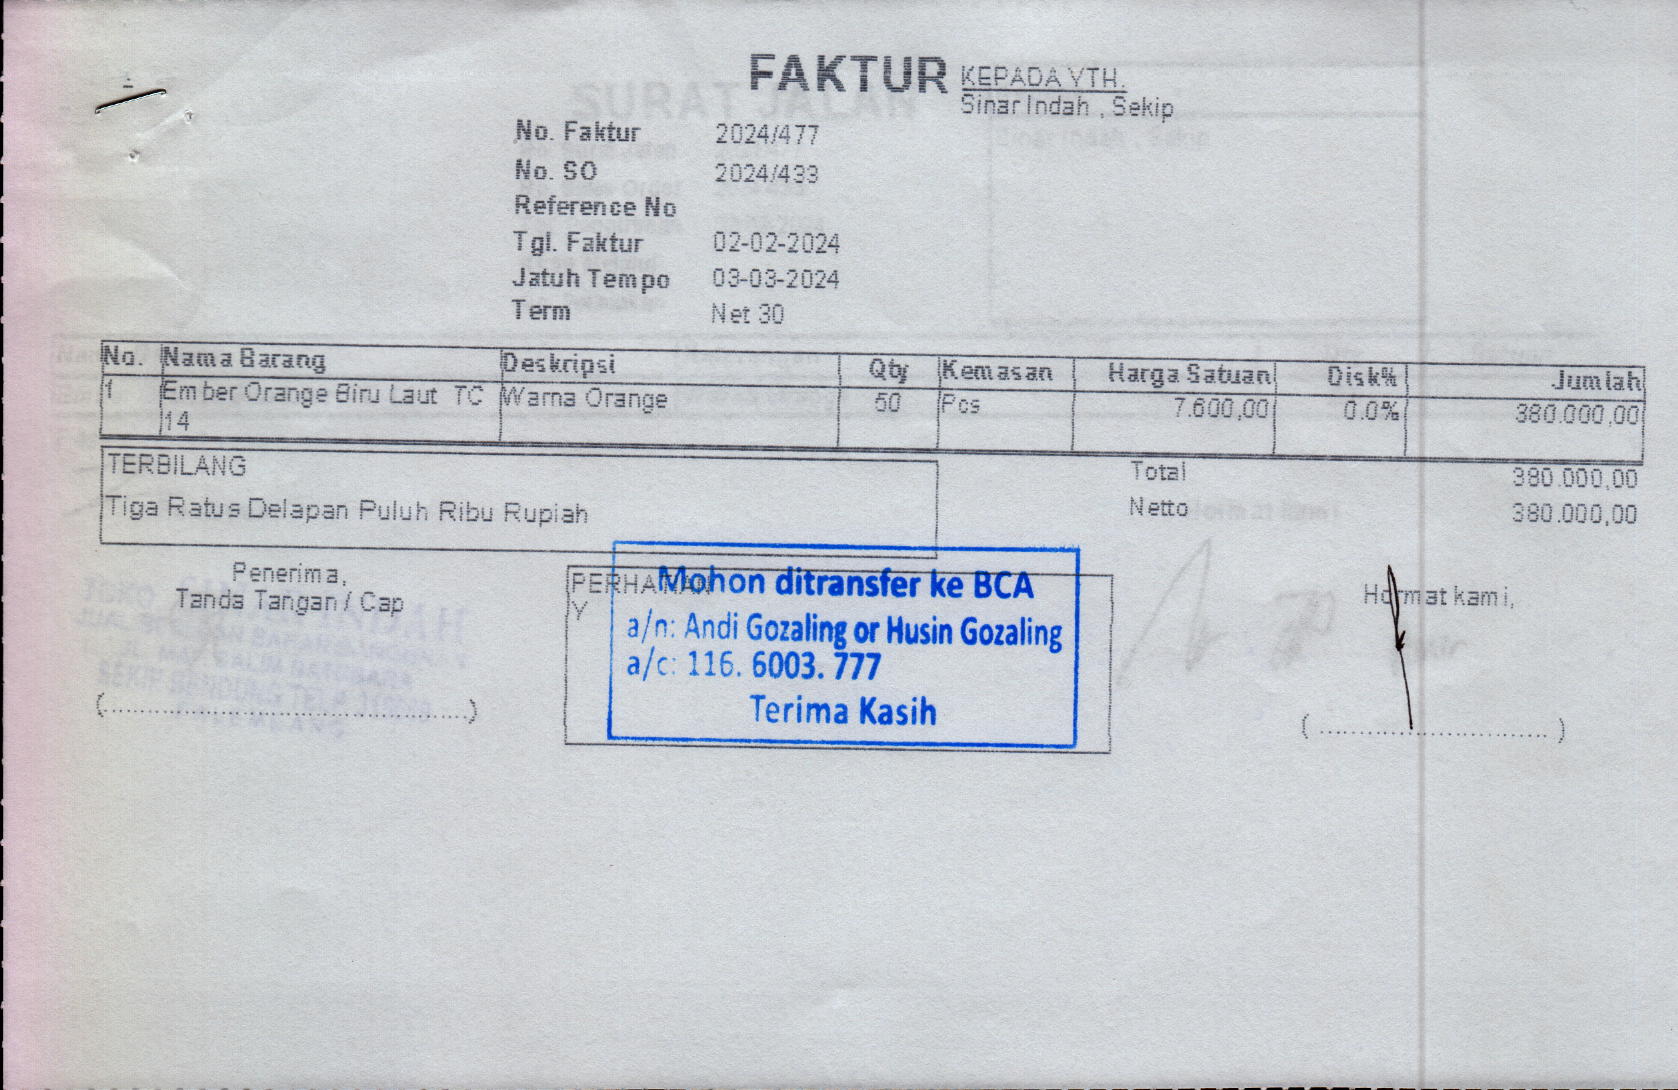 FAKTUR
KEPADA YTH.
Sinar Indah , Sekip
No. Faktur 2024/477
No. SO 2024/433
Reference No
Tgl. Faktur 02-02-2024
Jatuh Tempo 03-03-2024
Term Net 30
No. Nama Barang Deskripsi Qty Kemasan Harga Satuan Disk% Jumlah
1 Ember Orange Biru Laut TC Warna Orange 50 Pcs 7.600,00 0.0% 380.000,00
14
TERBILANG
Tiga Ratus Delapan Puluh Ribu Rupiah
Total 380.000,00
Netto 380.000,00
Penerima,
Tanda Tangan / Cap
(........................................................)
PERHATIAN
Y
Mohon ditransfer ke BCA
a/n: Andi Gozaling or Husin Gozaling
a/c: 116. 6003. 777
Terima Kasih
Hormat kami,
( .................................... )
SURAT JALAN